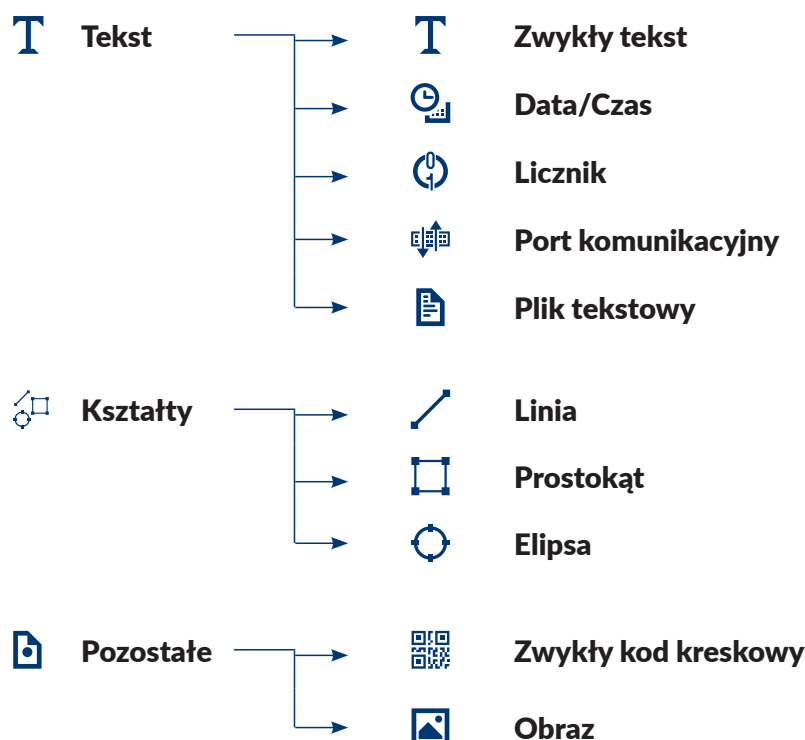 Tekst
Zwykły tekst
Data/Czas
Licznik
Port komunikacyjny
Plik tekstowy
Kształty
Linia
Prostokąt
Elipsa
Pozostałe
Zwykły kod kreskowy
Obraz